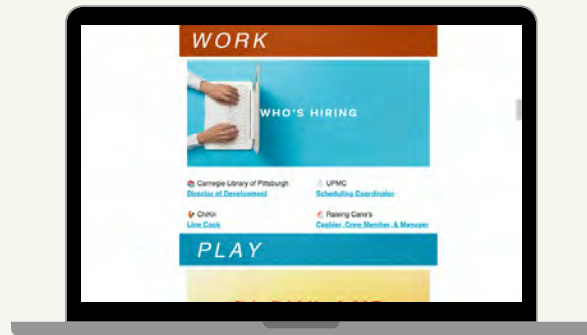 WORK
WHO'S HIRING
📚 Carnegie Library of Pittsburgh
Director of Development
UPMC
Scheduling Coordinator
ChiKn
Line Cook
Raising Cane's
Cashier, Crew Member, & Manager
PLAY